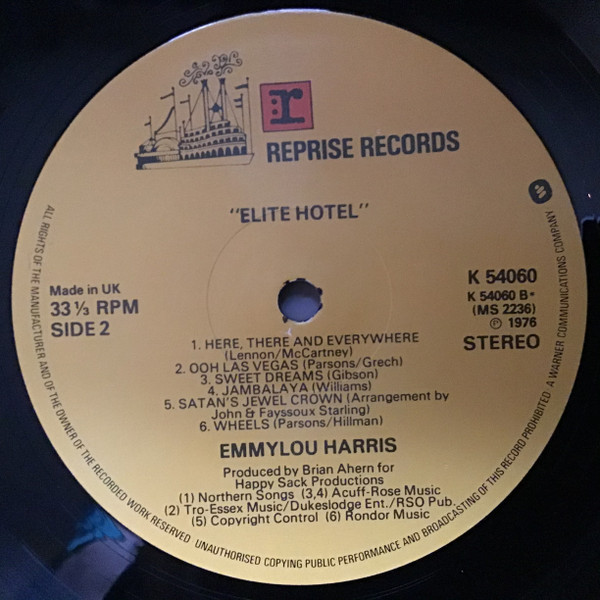 r
REPRISE RECORDS
"ELITE HOTEL"
Made in UK
33 ⅓ RPM
SIDE 2
K 54060
K 54060 B*
(MS 2236)
℗ 1976
STEREO
1. HERE, THERE AND EVERYWHERE
(Lennon/McCartney)
2. OOH LAS VEGAS (Parsons/Grech)
3. SWEET DREAMS (Gibson)
4. JAMBALAYA (Williams)
5. SATAN'S JEWEL CROWN (Arrangement by
John & Fayssoux Starling)
6. WHEELS (Parsons/Hillman)
EMMYLOU HARRIS
Produced by Brian Ahern for
Happy Sack Productions
(1) Northern Songs (3,4) Acuff-Rose Music
(2) Tro-Essex Music/Dukeslodge Ent./RSO Pub.
(5) Copyright Control (6) Rondor Music
ALL RIGHTS OF THE MANUFACTURER AND OF THE OWNER OF THE RECORDED WORK RESERVED UNAUTHORISED COPYING PUBLIC PERFORMANCE AND BROADCASTING OF THIS RECORD PROHIBITED A WARNER COMMUNICATIONS COMPANY